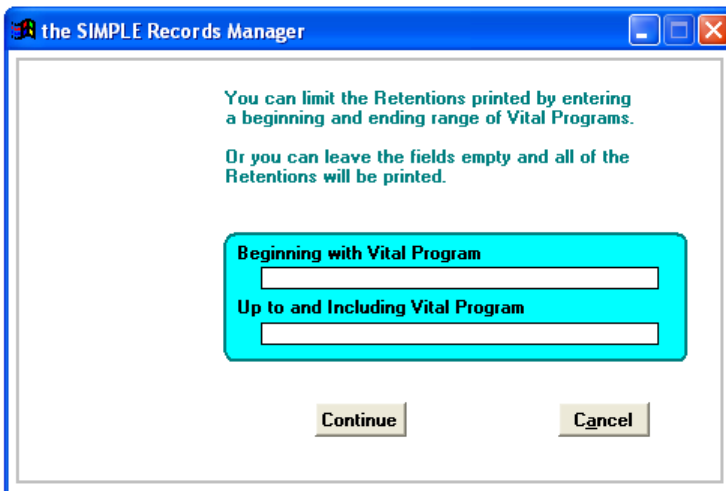 the SIMPLE Records Manager
You can limit the Retentions printed by entering
a beginning and ending range of Vital Programs.
Or you can leave the fields empty and all of the
Retentions will be printed.
Beginning with Vital Program
Up to and Including Vital Program
Continue
Cancel